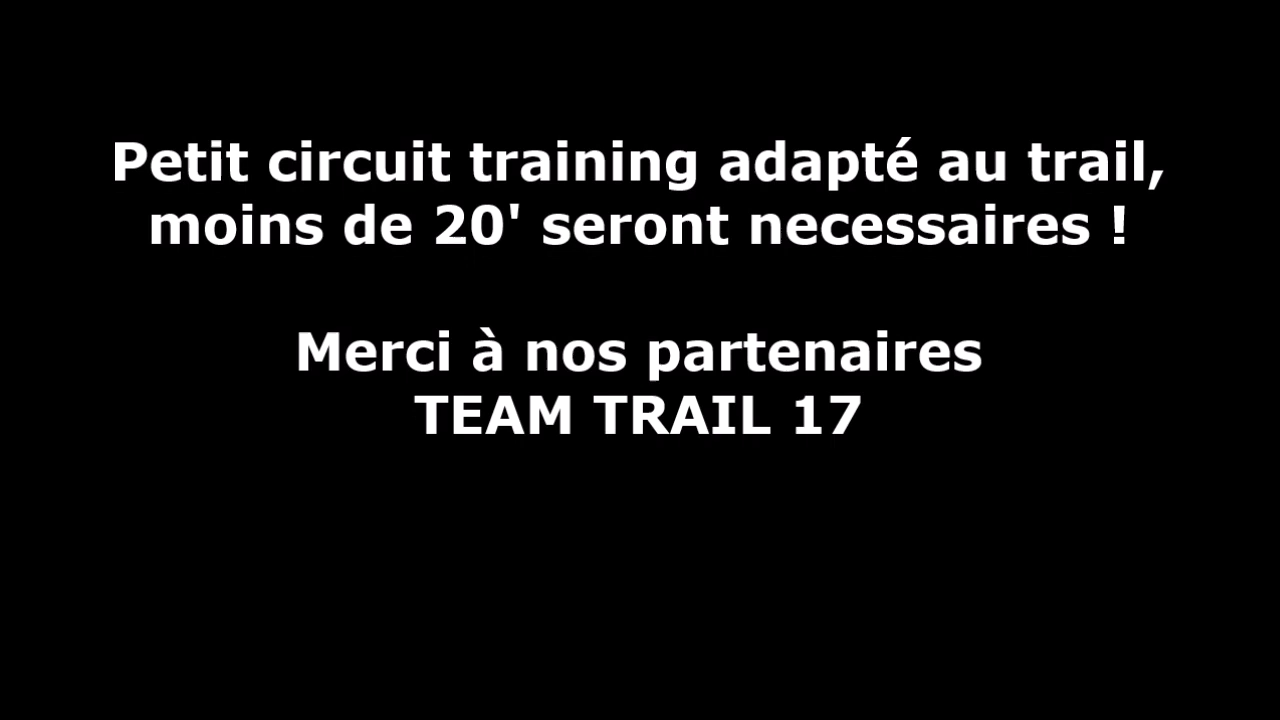 Petit circuit training adapté au trail,
moins de 20' seront necessaires !
Merci à nos partenaires
TEAM TRAIL 17